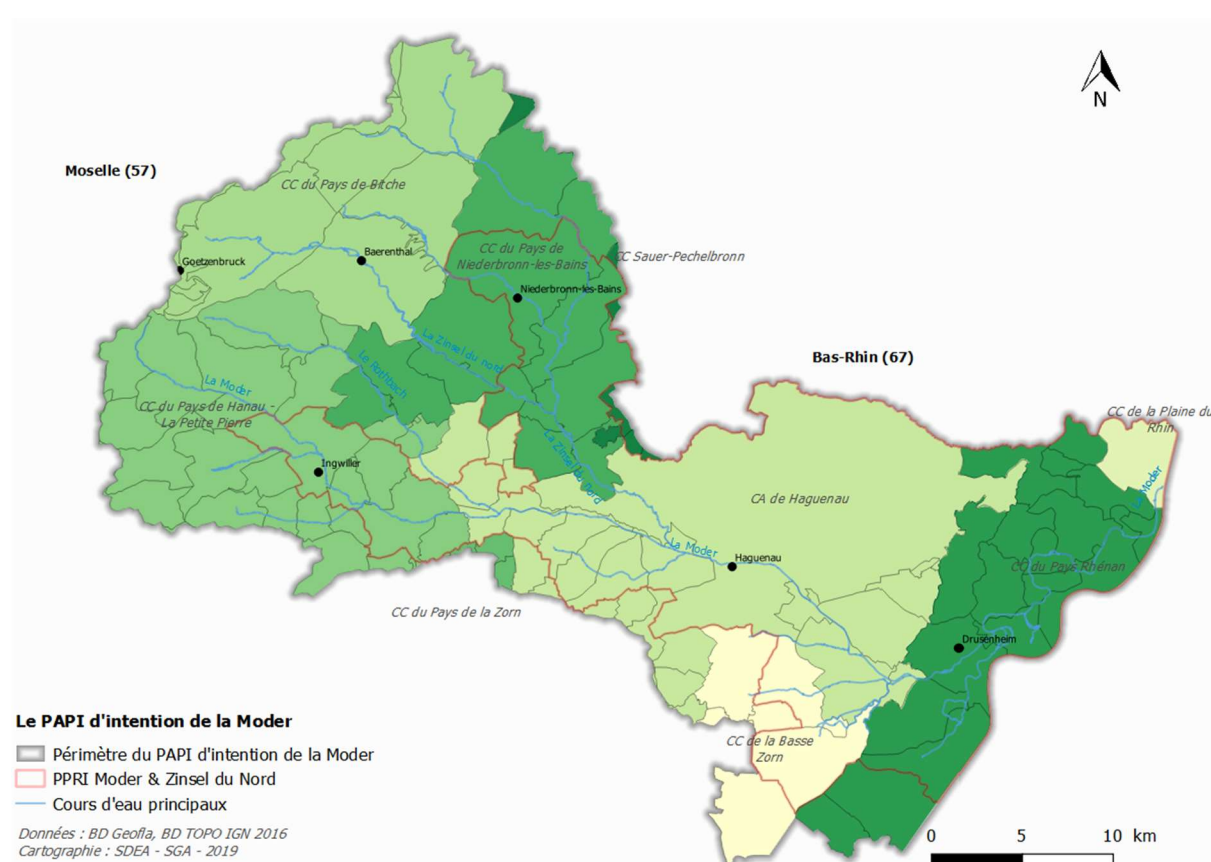 N
Moselle (57)
CC du Pays de Bitche
Goetzenbruck
Baerenthal
CC du Pays de
Niederbronn-les-Bains
CC Sauer-Pechelbronn
Niederbronn-les-Bains
La Zinsel du nord
Le Rothbach
Bas-Rhin (67)
La Moder
CC du Pays de Hanau -
La Petite Pierre
CC de la Plaine du
Rhin
La Moder
Ingwiller
La Zinsel du Nord
CA de Haguenau
La Moder
Haguenau
CC du Pays Rhénan
CC du Pays de la Zorn
Drusenheim
CC de la Basse
Zorn
Le PAPI d'intention de la Moder
Périmètre du PAPI d'intention de la Moder
PPRI Moder & Zinsel du Nord
Cours d'eau principaux
Données : BD Geofla, BD TOPO IGN 2016
Cartographie : SDEA - SGA - 2019
0 5 10 km